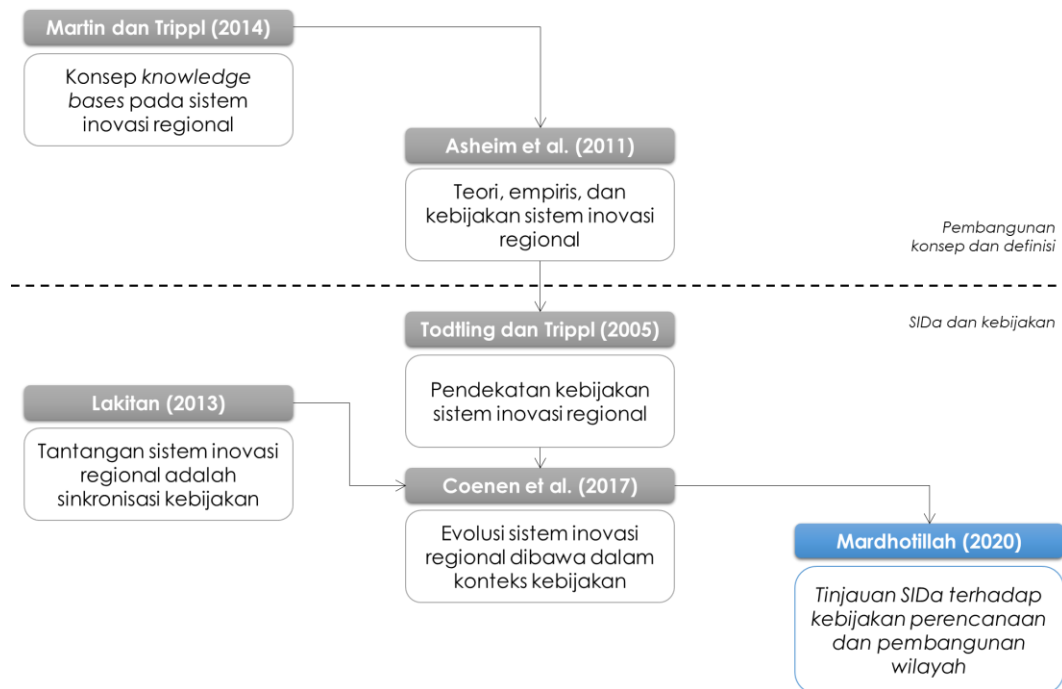 Martin dan Trippl (2014)
Konsep knowledge
bases pada sistem
inovasi regional
Asheim et al. (2011)
Teori, empiris, dan
kebijakan sistem inovasi
regional
Pembangunan
konsep dan definisi
SIDa dan kebijakan
Todtling dan Trippl (2005)
Pendekatan kebijakan
sistem inovasi regional
Lakitan (2013)
Tantangan sistem inovasi
regional adalah
sinkronisasi kebijakan
Coenen et al. (2017)
Evolusi sistem inovasi
regional dibawa dalam
konteks kebijakan
Mardhotillah (2020)
Tinjauan SIDa terhadap
kebijakan perencanaan
dan pembangunan
wilayah